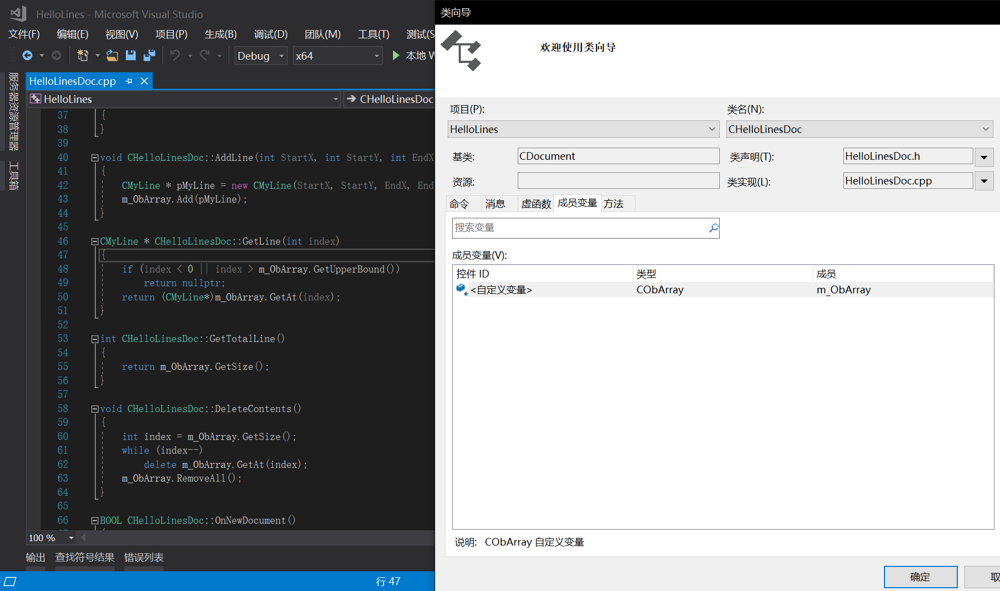 HelloLines - Microsoft Visual Studio
文件(F) 编辑(E) 视图(V) 项目(P) 生成(B) 调试(D) 团队(M) 工具(T) 测试(S
Debug x64 本地 W
服务器资源管理器
工具箱
HelloLinesDoc.cpp
HelloLines CHelloLinesDoc
37 {
38 }
39
40 void CHelloLinesDoc::AddLine(int StartX, int StartY, int EndX
41 {
42 CMyLine * pMyLine = new CMyLine(StartX, StartY, EndX, End
43 m_ObArray.Add(pMyLine);
44 }
45
46 CMyLine * CHelloLinesDoc::GetLine(int index)
47 {
48 if (index < 0 || index > m_ObArray.GetUpperBound())
49 return nullptr;
50 return (CMyLine*)m_ObArray.GetAt(index);
51 }
52
53 int CHelloLinesDoc::GetTotalLine()
54 {
55 return m_ObArray.GetSize();
56 }
57
58 void CHelloLinesDoc::DeleteContents()
59 {
60 int index = m_ObArray.GetSize();
61 while (index--)
62 delete m_ObArray.GetAt(index);
63 m_ObArray.RemoveAll();
64 }
65
66 BOOL CHelloLinesDoc::OnNewDocument()
100 %
输出 查找符号结果 错误列表
行 47
类向导
欢迎使用类向导
项目(P): 类名(N):
HelloLines CHelloLinesDoc
基类: CDocument 类声明(T): HelloLinesDoc.h
资源: 类实现(L): HelloLinesDoc.cpp
命令 消息 虚函数 成员变量 方法
搜索变量
成员变量(V):
控件 ID 类型 成员
<自定义变量> CObArray m_ObArray
说明: CObArray 自定义变量
确定 取